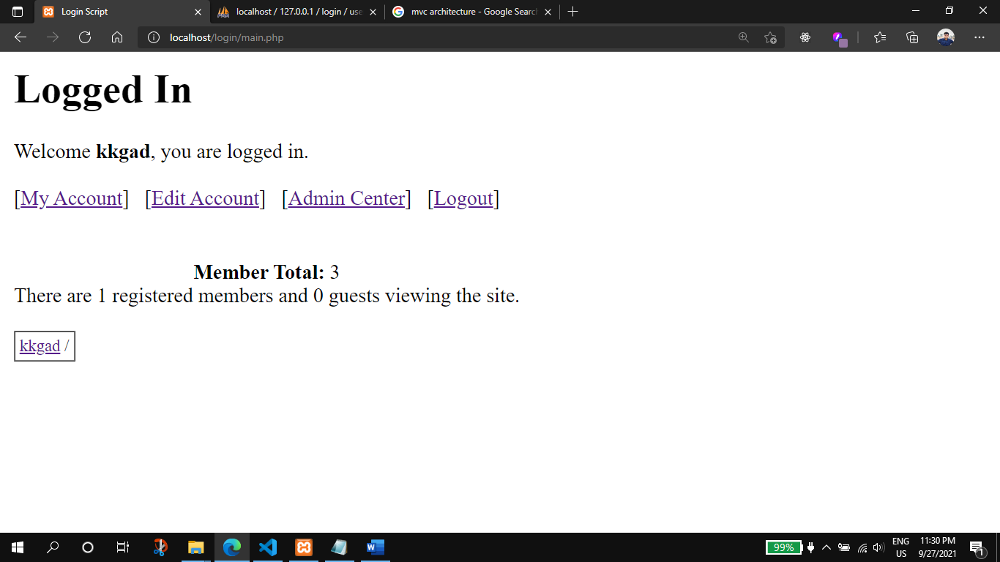 Login Script
localhost / 127.0.0.1 / login / use
mvc architecture - Google Search
localhost/login/main.php
Logged In
Welcome kkgad, you are logged in.
[My Account] [Edit Account] [Admin Center] [Logout]
Member Total: 3
There are 1 registered members and 0 guests viewing the site.
kkgad /
99%
ENG
US
11:30 PM
9/27/2021
1